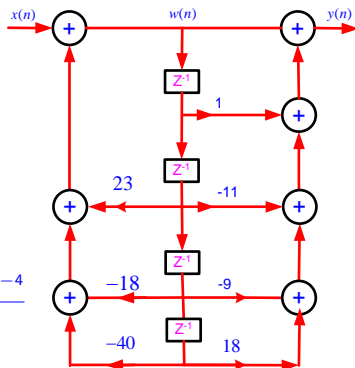 x(n) w(n) y(n)
+ +
Z-1
1 +
Z-1
+ 23 -11 +
Z-1
−4
+ −18 -9 +
Z-1
−40 18